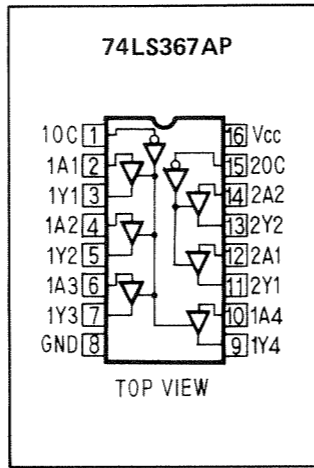 74LS367AP
1OC 1 16 Vcc
1A1 2 15 2OC
1Y1 3 14 2A2
1A2 4 13 2Y2
1Y2 5 12 2A1
1A3 6 11 2Y1
1Y3 7 10 1A4
GND 8 9 1Y4
TOP VIEW